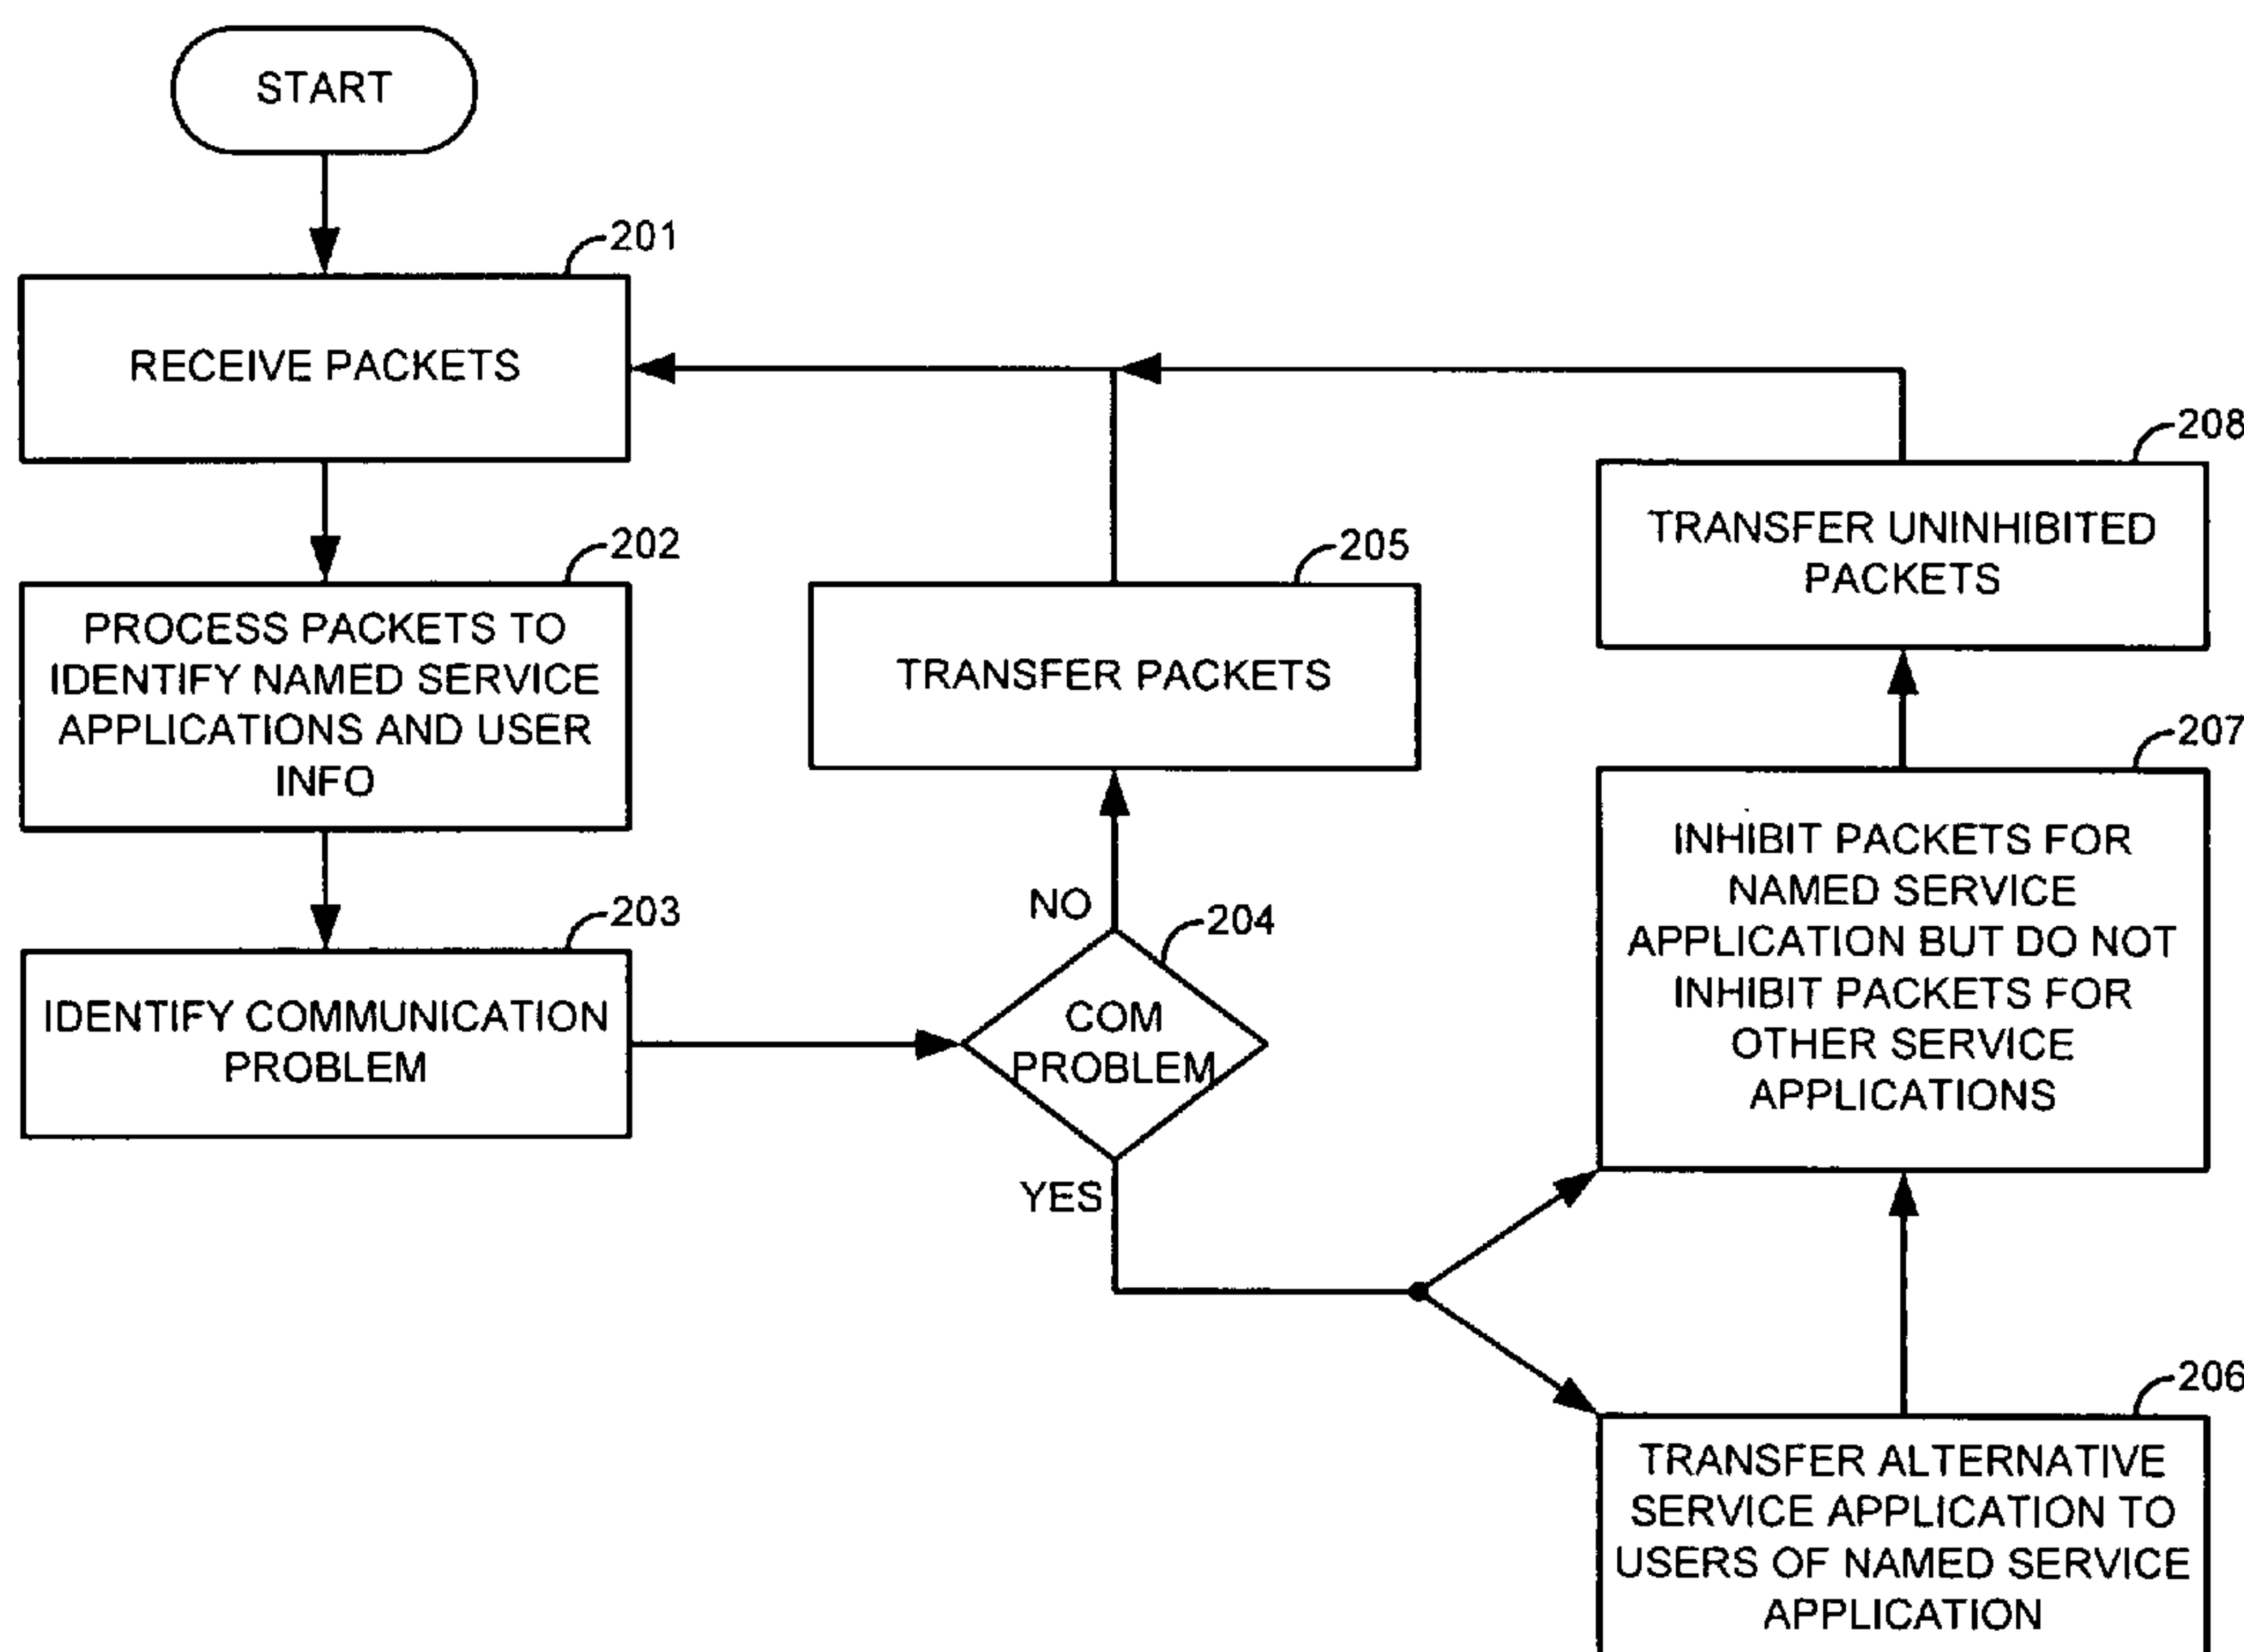 START
201
RECEIVE PACKETS
202
PROCESS PACKETS TO
IDENTIFY NAMED SERVICE
APPLICATIONS AND USER
INFO
203
IDENTIFY COMMUNICATION
PROBLEM
204
COM
PROBLEM
NO
YES
205
TRANSFER PACKETS
206
TRANSFER ALTERNATIVE
SERVICE APPLICATION TO
USERS OF NAMED SERVICE
APPLICATION
207
INHIBIT PACKETS FOR
NAMED SERVICE
APPLICATION BUT DO NOT
INHIBIT PACKETS FOR
OTHER SERVICE
APPLICATIONS
208
TRANSFER UNINHIBITED
PACKETS